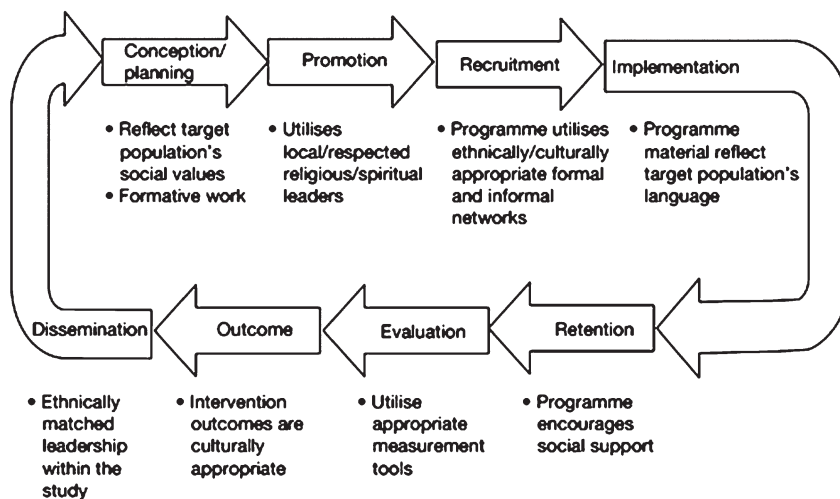 Conception/
planning
Promotion
Recruitment
Implementation
• Reflect target
population's
social values
• Formative work
• Utilises
local/respected
religious/spiritual
leaders
• Programme utilises
ethnically/culturally
appropriate formal
and informal
networks
• Programme
material reflect
target population's
language
Dissemination
Outcome
Evaluation
Retention
• Ethnically
matched
leadership
within the
study
• Intervention
outcomes are
culturally
appropriate
• Utilise
appropriate
measurement
tools
• Programme
encourages
social support